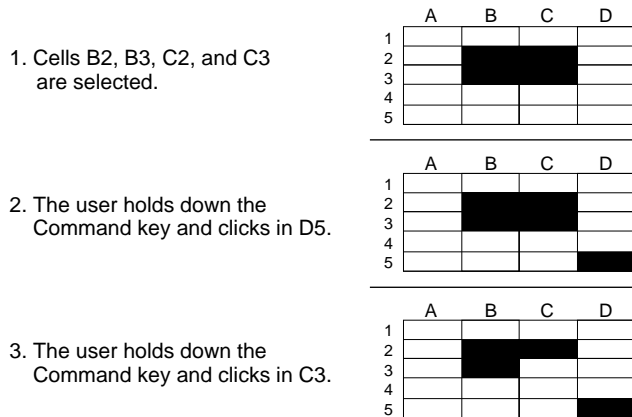 1. Cells B2, B3, C2, and C3
are selected.
A B C D
1
2
3
4
5
2. The user holds down the
Command key and clicks in D5.
A B C D
1
2
3
4
5
3. The user holds down the
Command key and clicks in C3.
A B C D
1
2
3
4
5